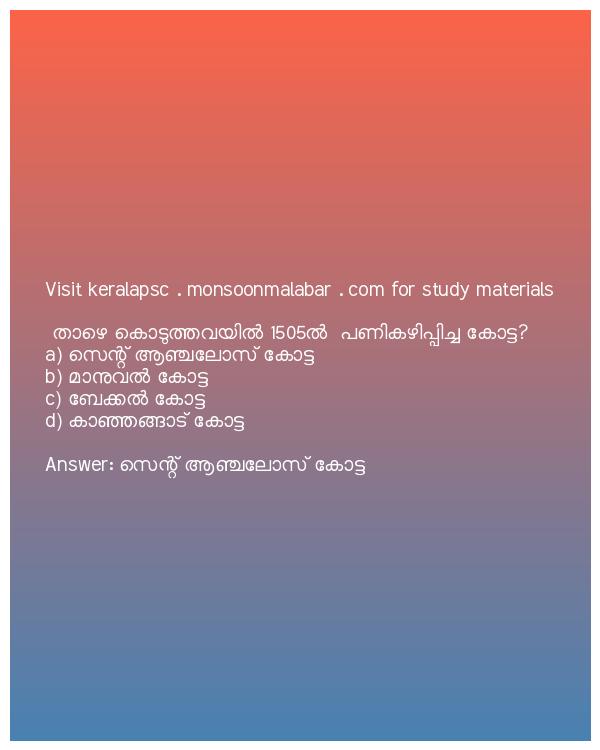 Visit keralapsc . monsoonmalabar . com for study materials
താഴെ കൊടുത്തവയിൽ 1505ൽ പണികഴിപ്പിച്ച കോട്ട?
a) സെന്റ് ആഞ്ചലോസ് കോട്ട
b) മാനുവൽ കോട്ട
c) ബേക്കൽ കോട്ട
d) കാഞ്ഞങ്ങാട് കോട്ട
Answer: സെന്റ് ആഞ്ചലോസ് കോട്ട